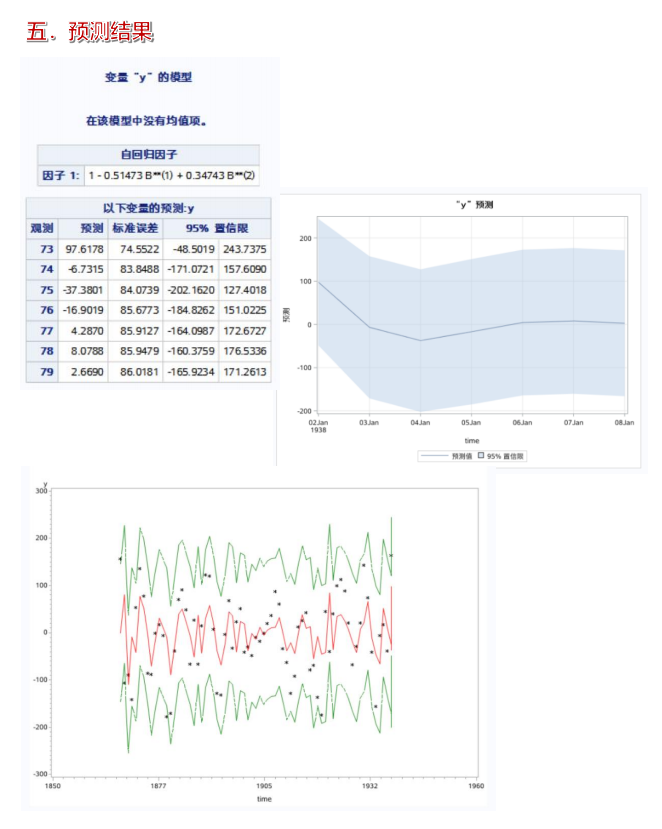 五．预测结果
变量“y”的模型
在该模型中没有均值项。
自回归因子
因子 1: 1 - 0.51473 B**(1) + 0.34743 B**(2)
以下变量的预测:y
观测 预测 标准误差 95% 置信限
73 97.6178 74.5522 -48.5019 243.7375
74 -6.7315 83.8488 -171.0721 157.6090
75 -37.3801 84.0739 -202.1620 127.4018
76 -16.9019 85.6773 -184.8262 151.0225
77 4.2870 85.9127 -164.0987 172.6727
78 8.0788 85.9479 -160.3759 176.5336
79 2.6690 86.0181 -165.9234 171.2613
“y” 预测
200
100
0
-100
-200
预测
02Jan 03Jan 04Jan 05Jan 06Jan 07Jan 08Jan
1938
time
预测值 95% 置信限
y
300
200
100
0
-100
-200
-300
1850 1877 1905 1932 1960
time